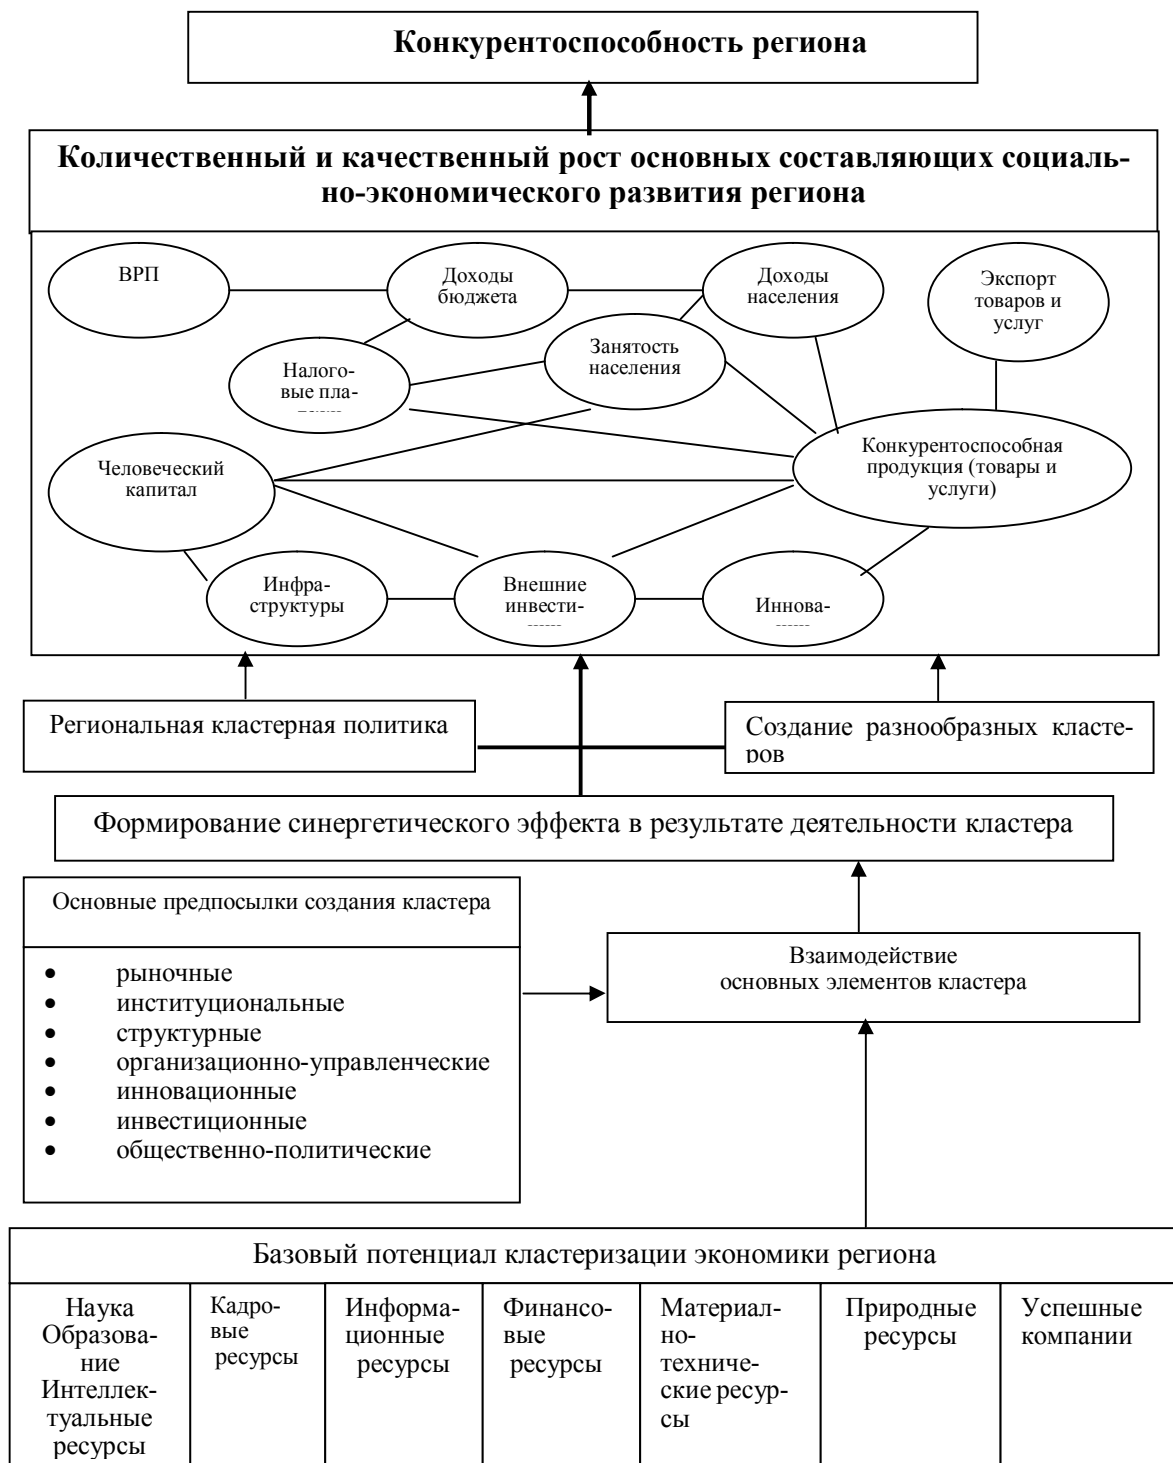 Конкурентоспособность региона
Количественный и качественный рост основных составляющих социаль-
но-экономического развития региона
ВРП
Доходы
бюджета
Доходы
населения
Экспорт
товаров и
услуг
Занятость
населения
Налого-
вые пла-
Конкурентоспособная
продукция (товары и
услуги)
Человеческий
капитал
Инфра-
структуры
Внешние
инвести-
Иннова-
Региональная кластерная политика
Создание разнообразных класте-
ров
Формирование синергетического эффекта в результате деятельности кластера
Основные предпосылки создания кластера
• рыночные
• институциональные
• структурные
• организационно-управленческие
• инновационные
• инвестиционные
• общественно-политические
Взаимодействие
основных элементов кластера
Базовый потенциал кластеризации экономики региона
Наука
Образова-
ние
Интеллек-
туальные
ресурсы
Кадро-
вые
ресурсы
Информа-
ционные
ресурсы
Финансо-
вые
ресурсы
Материал-
но-
техниче-
ские ресур-
сы
Природные
ресурсы
Успешные
компании